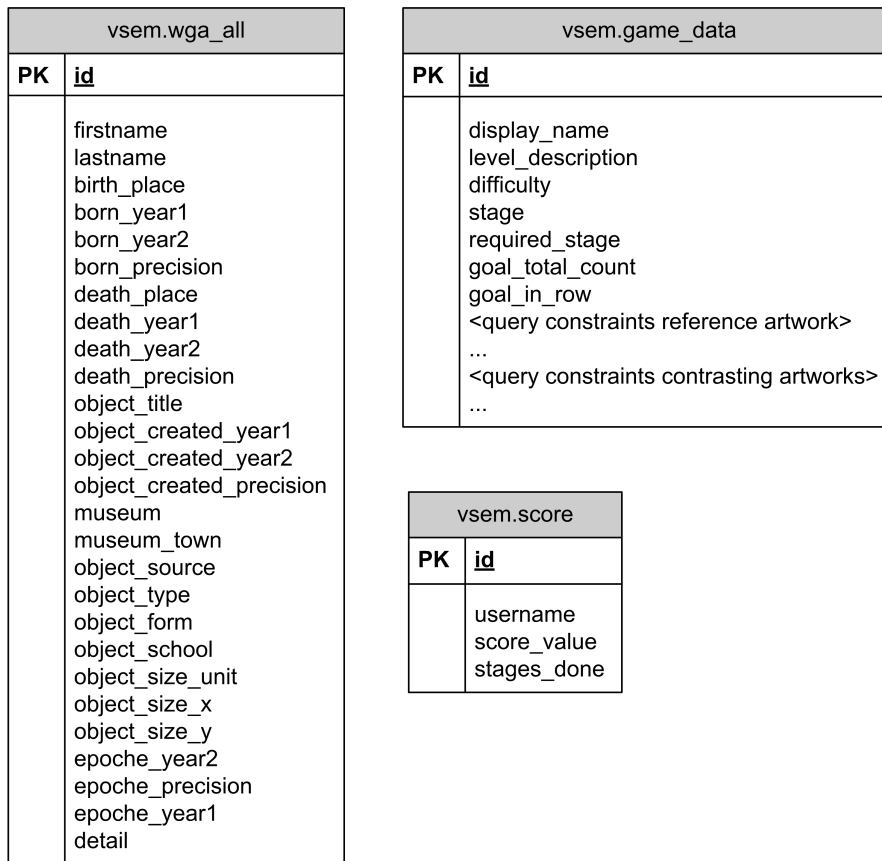 vsem.wga_all
PK id
firstname
lastname
birth_place
born_year1
born_year2
born_precision
death_place
death_year1
death_year2
death_precision
object_title
object_created_year1
object_created_year2
object_created_precision
museum
museum_town
object_source
object_type
object_form
object_school
object_size_unit
object_size_x
object_size_y
epoche_year2
epoche_precision
epoche_year1
detail
vsem.game_data
PK id
display_name
level_description
difficulty
stage
required_stage
goal_total_count
goal_in_row
<query constraints reference artwork>
...
<query constraints contrasting artworks>
...
vsem.score
PK id
username
score_value
stages_done